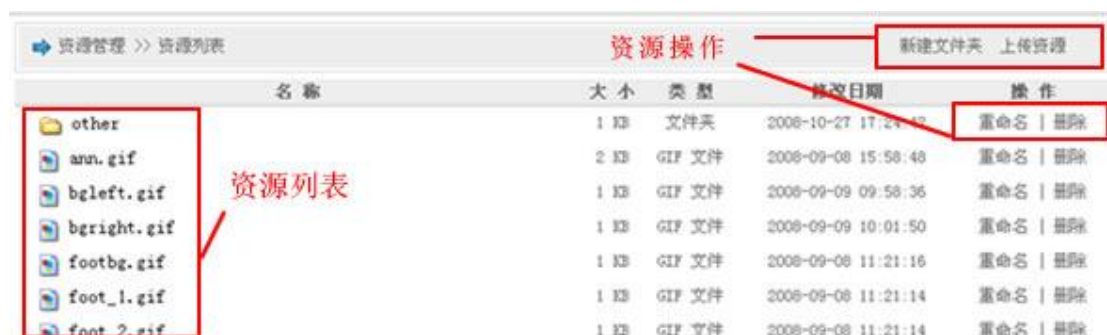 资源管理 >> 资源列表 资源操作 新建文件夹 上传资源
名 称 大 小 类 型 修改日期 操 作
other 1 KB 文件夹 2008-10-27 17:24:42 重命名 | 删除
ann.gif 2 KB GIF 文件 2008-09-08 15:58:48 重命名 | 删除
bgleft.gif 1 KB GIF 文件 2008-09-09 09:58:36 重命名 | 删除
资源列表
bgright.gif 1 KB GIF 文件 2008-09-09 10:01:50 重命名 | 删除
footbg.gif 1 KB GIF 文件 2008-09-08 11:21:16 重命名 | 删除
foot_1.gif 1 KB GIF 文件 2008-09-08 11:21:14 重命名 | 删除
foot_2.gif 1 KB GIF 文件 2008-09-08 11:21:14 重命名 | 删除